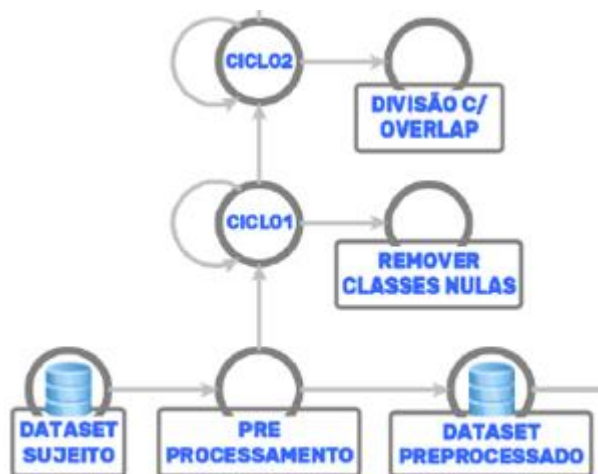 CICLO2
DIVISÃO C/
OVERLAP
CICLO1
REMOVER
CLASSES NULAS
DATASET
SUJEITO
PRE
PROCESSAMENTO
DATASET
PREPROCESSADO